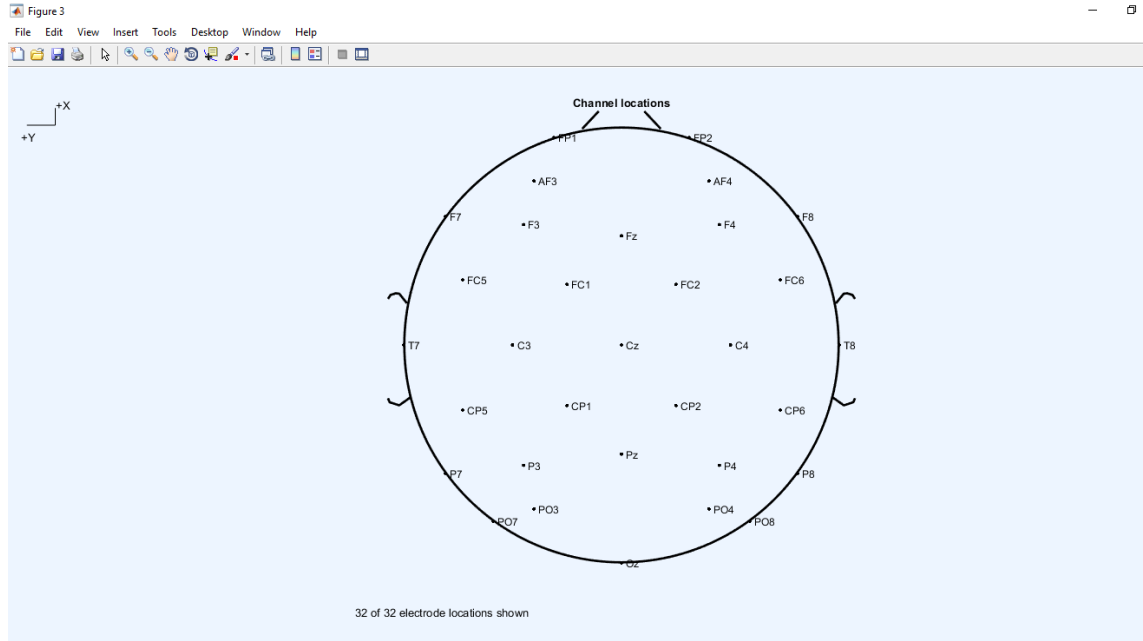 Figure 3
File Edit View Insert Tools Desktop Window Help
+X
+Y
Channel locations
FP1 FP2
AF3 AF4
F7 F8
F3 F4
Fz
FC5 FC6
FC1 FC2
T7 C3 Cz C4 T8
CP1 CP2
CP5 CP6
Pz
P3 P4
P7 P8
PO3 PO4
PO7 PO8
Oz
32 of 32 electrode locations shown